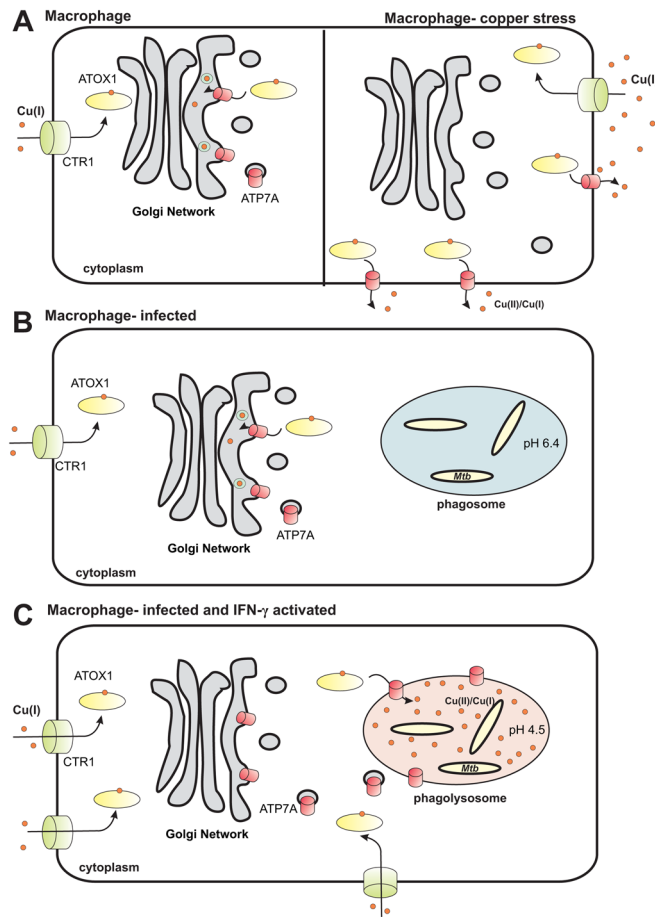 A
Macrophage
Macrophage- copper stress
ATOX1
Cu(I)
Cu(I
CTR1
ATP7A
Golgi Network
cytoplasm
Cu(II)/Cu(I)
B
Macrophage- infected
ATOX1
CTR1
pH 6.4
Mtb
phagosome
ATP7A
Golgi Network
cytoplasm
C
Macrophage- infected and IFN-γ activated
ATOX1
Cu(I)
Cu(II)/Cu(I)
CTR1
pH 4.5
Mtb
phagolysosome
ATP7A
Golgi Network
cytoplasm